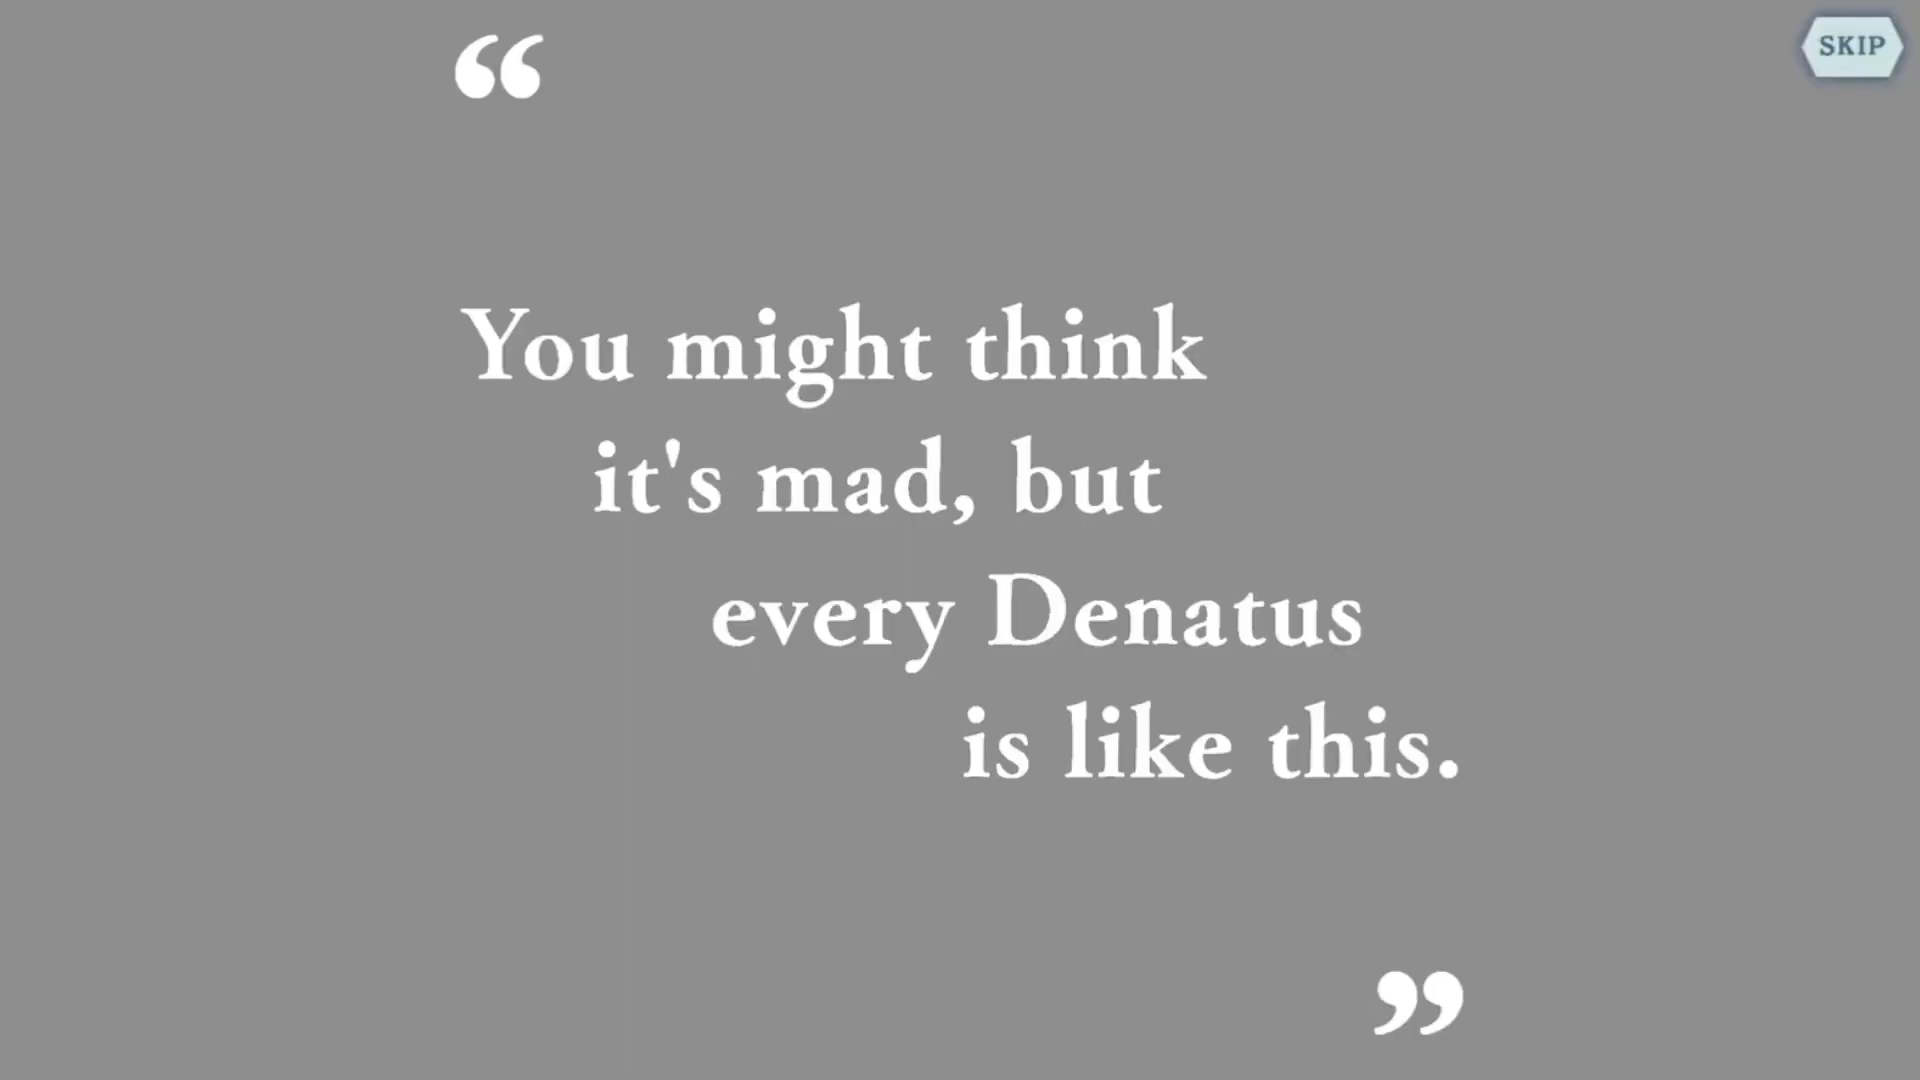 SKIP
“
You might think
it's mad, but
every Denatus
is like this.
”